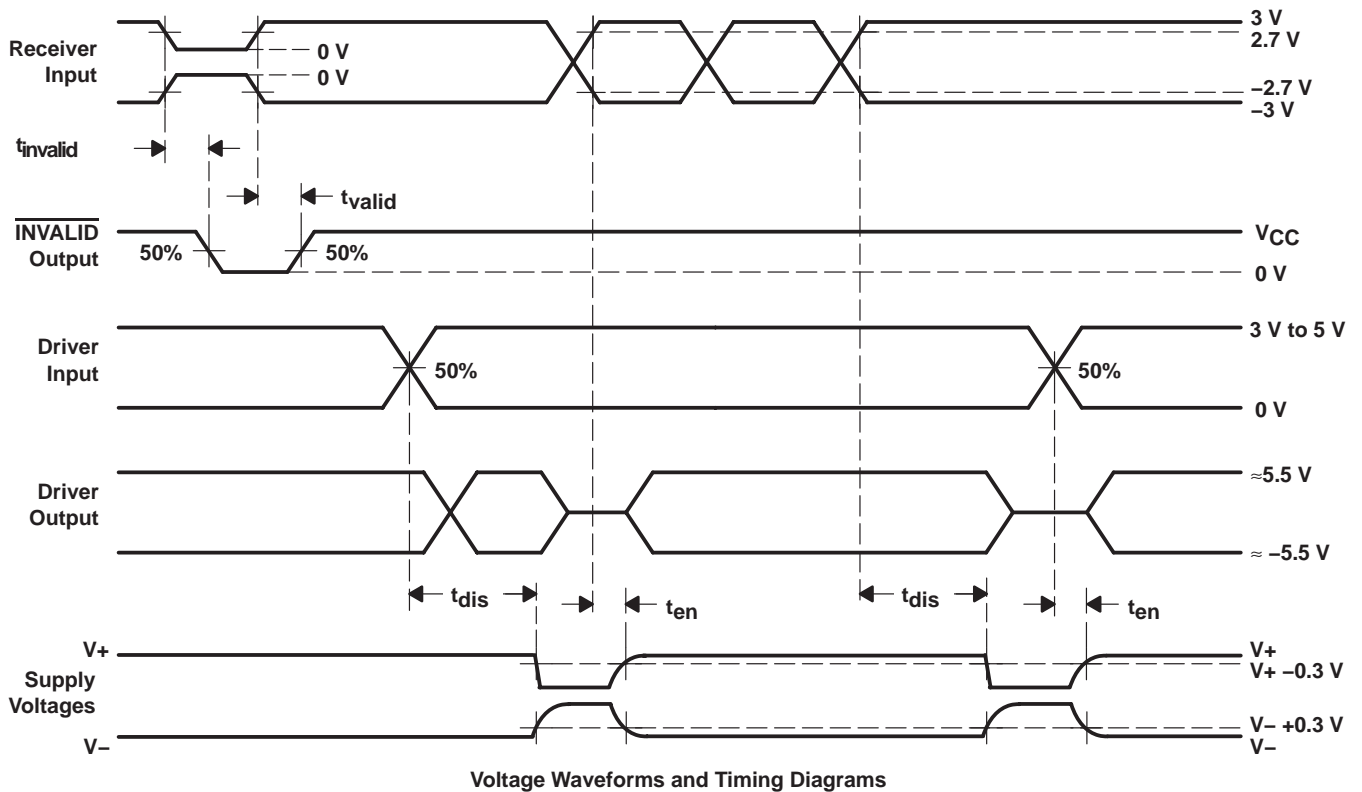 3 V
2.7 V
Receiver
Input
0 V
0 V
−2.7 V
−3 V
tinvalid
tvalid
INVALID
Output
50%
50%
VCC
0 V
Driver
Input
50%
50%
3 V to 5 V
0 V
Driver
Output
≈5.5 V
≈ −5.5 V
tdis
ten
tdis
ten
V+
Supply
Voltages
V−
V+
V+ −0.3 V
V− +0.3 V
V−
Voltage Waveforms and Timing Diagrams